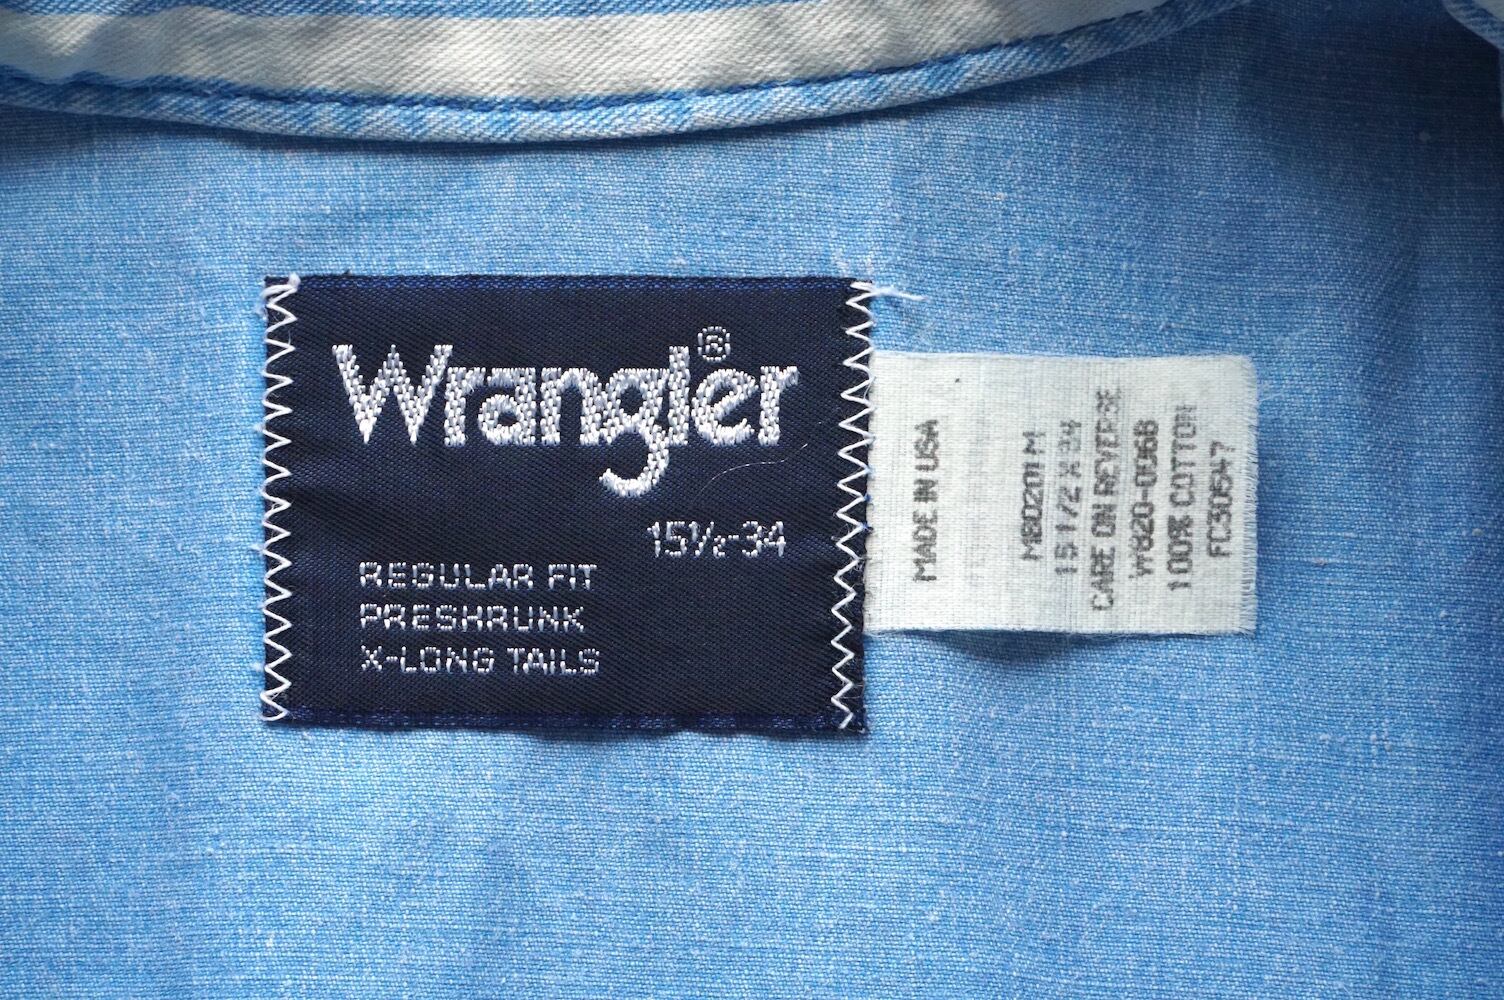 Wrangler®
15½-34
REGULAR FIT
PRESHRUNK
X-LONG TAILS
MADE IN USA
MBD201M
15 1/2 X 34
CARE ON REVERSE
W820-0068
100% COTTON
FC30547